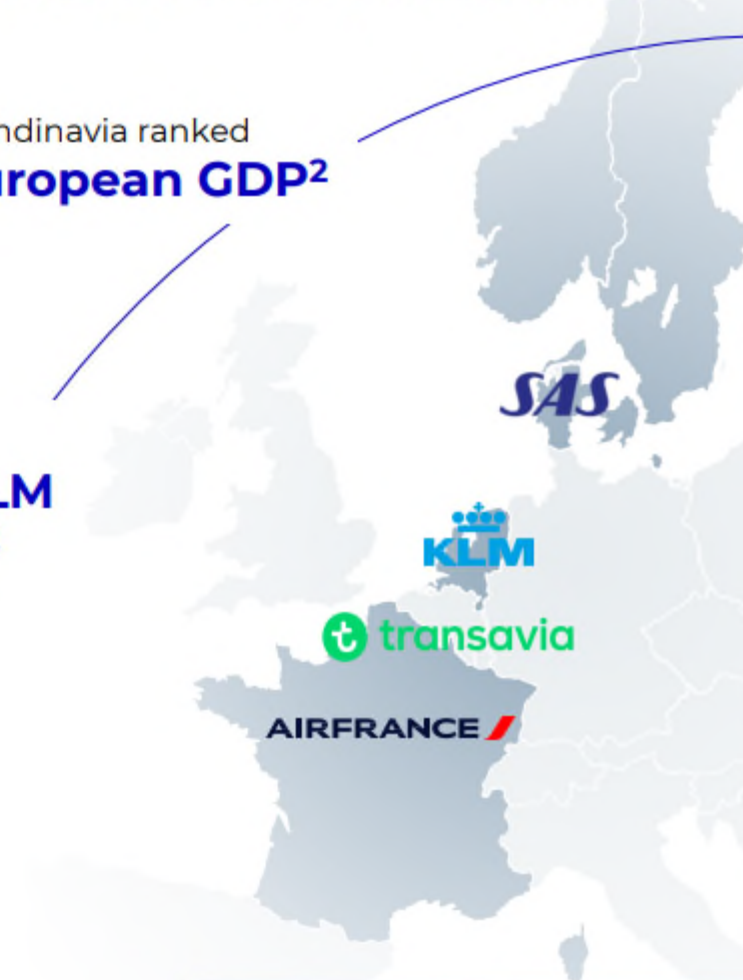 ndinavia ranked
uropean GDP²
LM
SAS
KLM
t transavia
AIRFRANCE